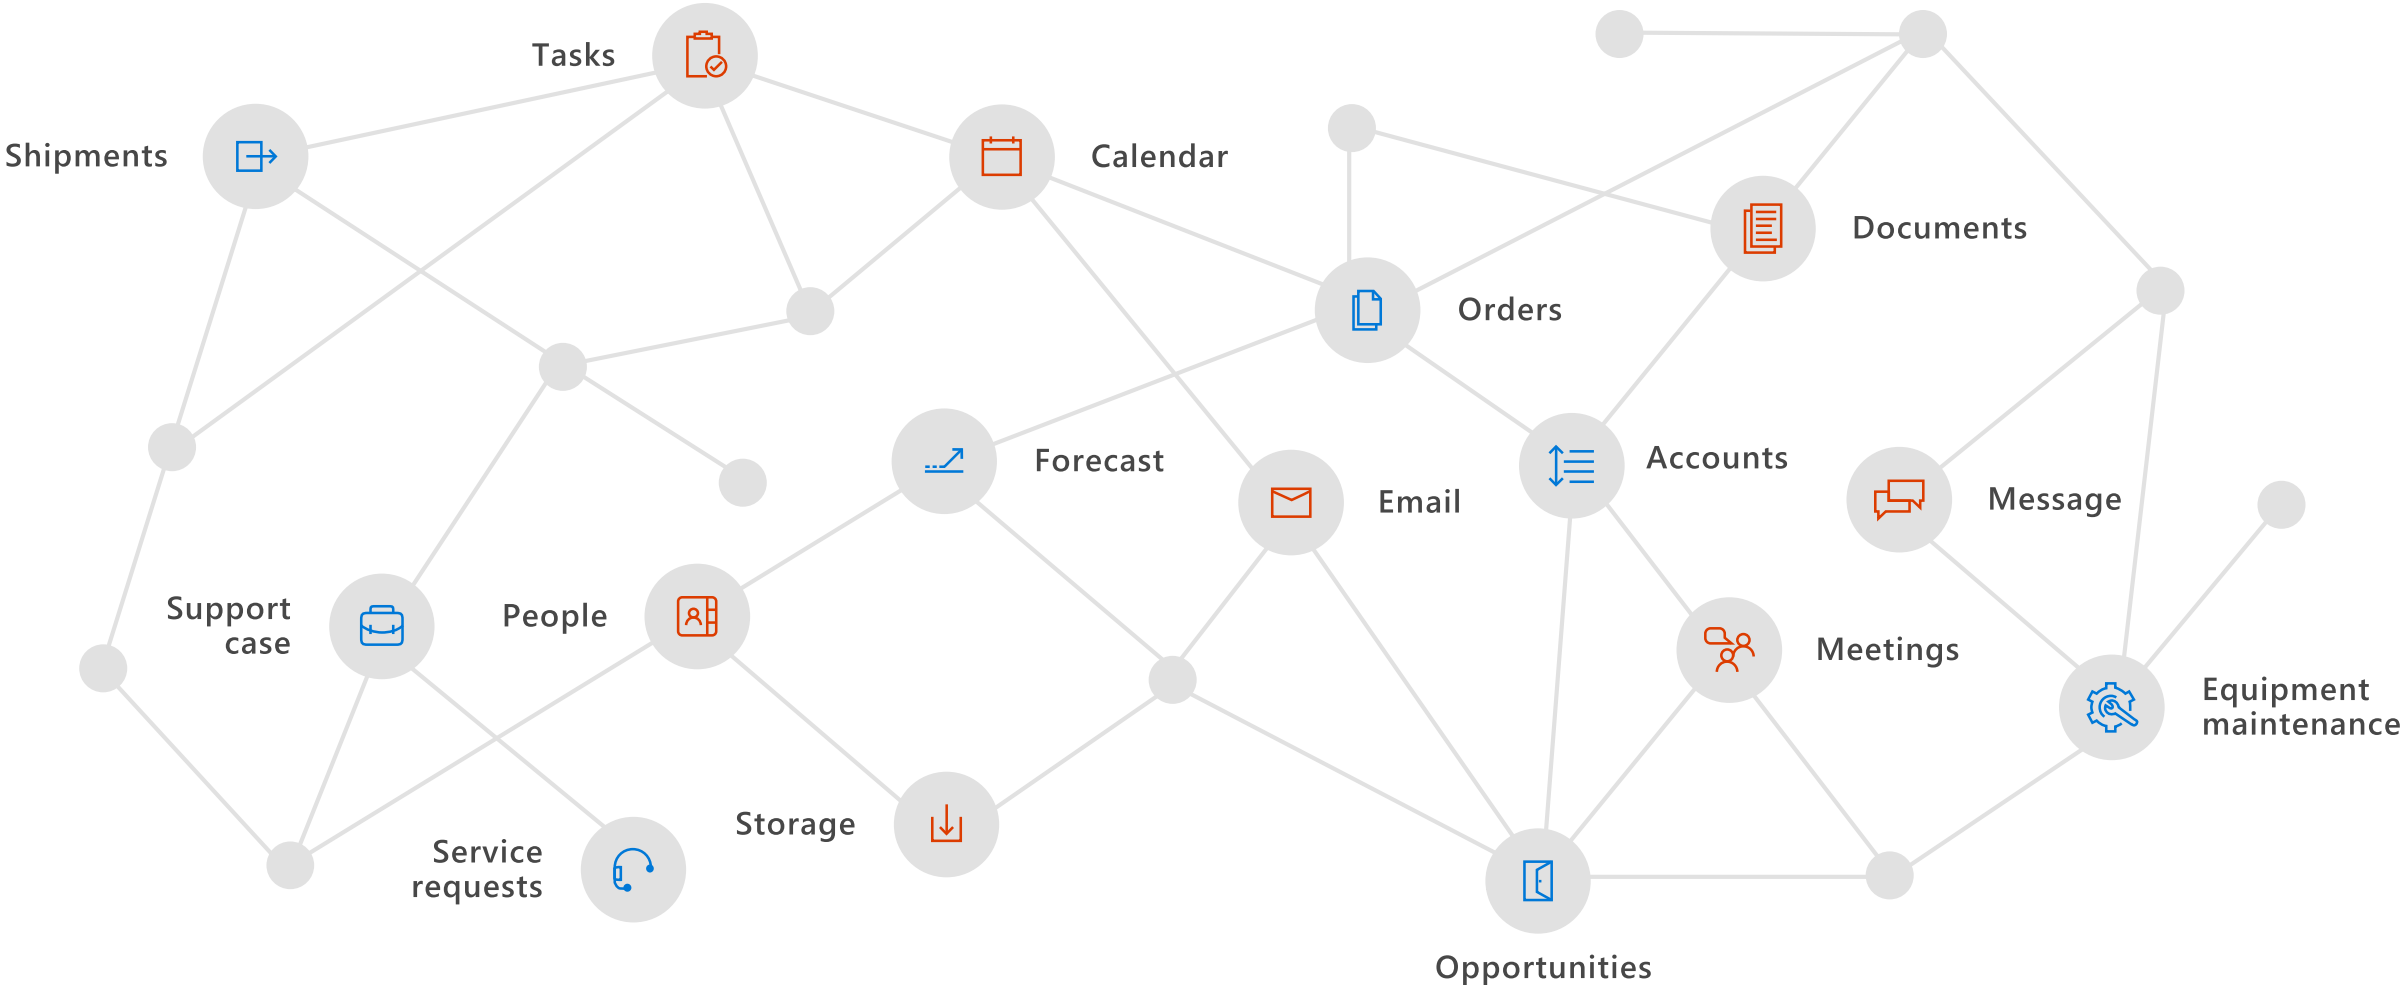 Tasks
Shipments
Calendar
Documents
Orders
Forecast
Accounts
Email
Message
Support
case
People
Meetings
Equipment
maintenance
Storage
Service
requests
Opportunities